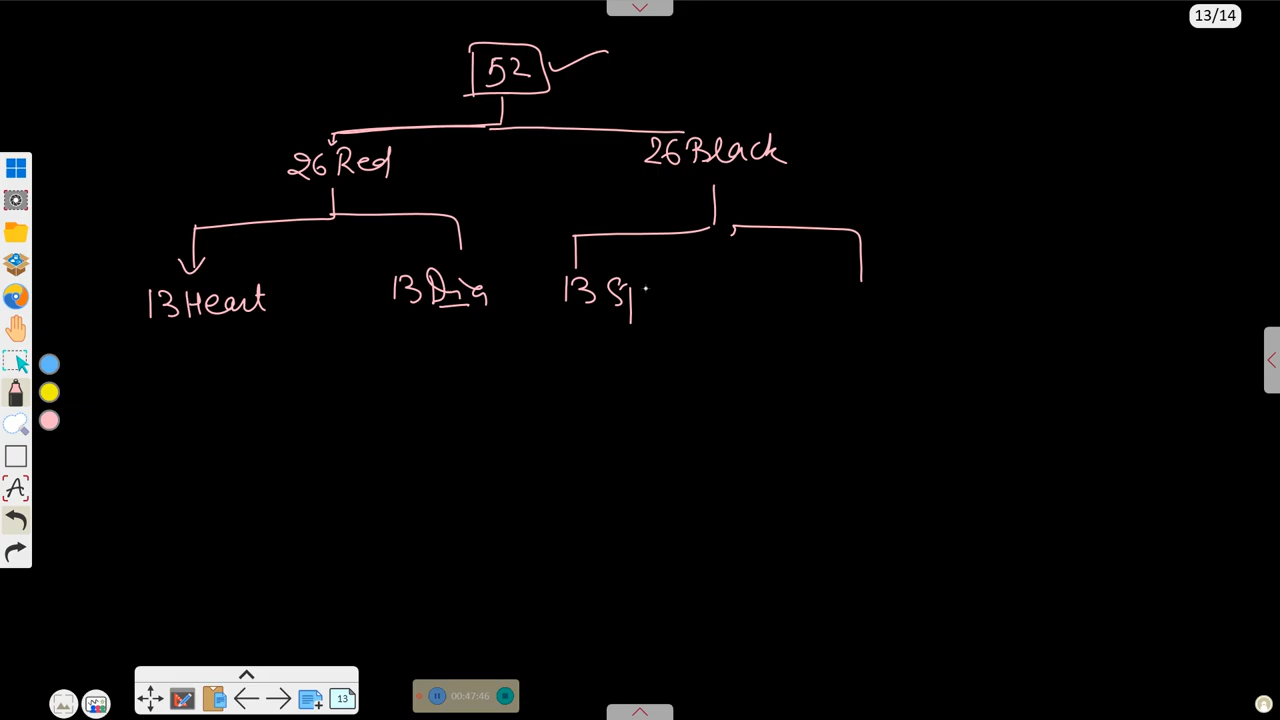 13/14
52
26 Red
26 Black
13 Heart
13 Dia
13 Sp
A
13
00:47:46